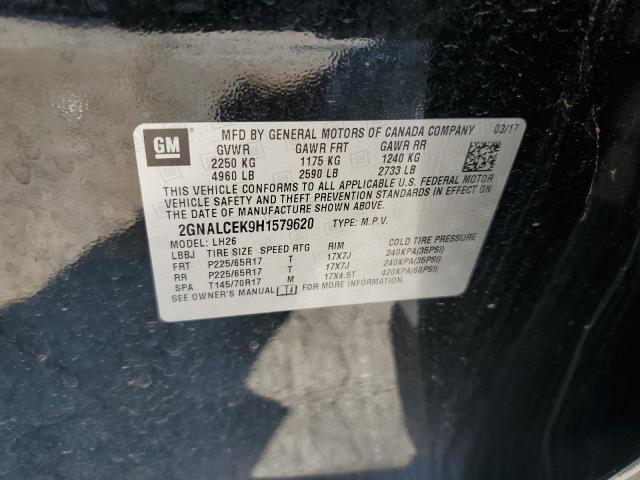 GM
MFD BY GENERAL MOTORS OF CANADA COMPANY 03/17
GVWR GAWR FRT GAWR RR
2250 KG 1175 KG 1240 KG
4960 LB 2590 LB 2733 LB
THIS VEHICLE CONFORMS TO ALL APPLICABLE U.S. FEDERAL MOTOR
VEHICLE SAFETY AND THEFT PREVENTION STANDARDS IN EFFECT ON
THE DATE OF MANUFACTURE SHOWN ABOVE.
2GNALCEK9H1579620 TYPE: M.P.V.
MODEL: LH26
LBBJ TIRE SIZE SPEED RTG RIM COLD TIRE PRESSURE
FRT P225/65R17 T 17X7J 240KPA(35PSI)
RR P225/65R17 T 17X7J 240KPA(35PSI)
SPA T145/70R17 M 17X4.5T 420KPA(60PSI)
SEE OWNER'S MANUAL FOR MORE INFORMATION.